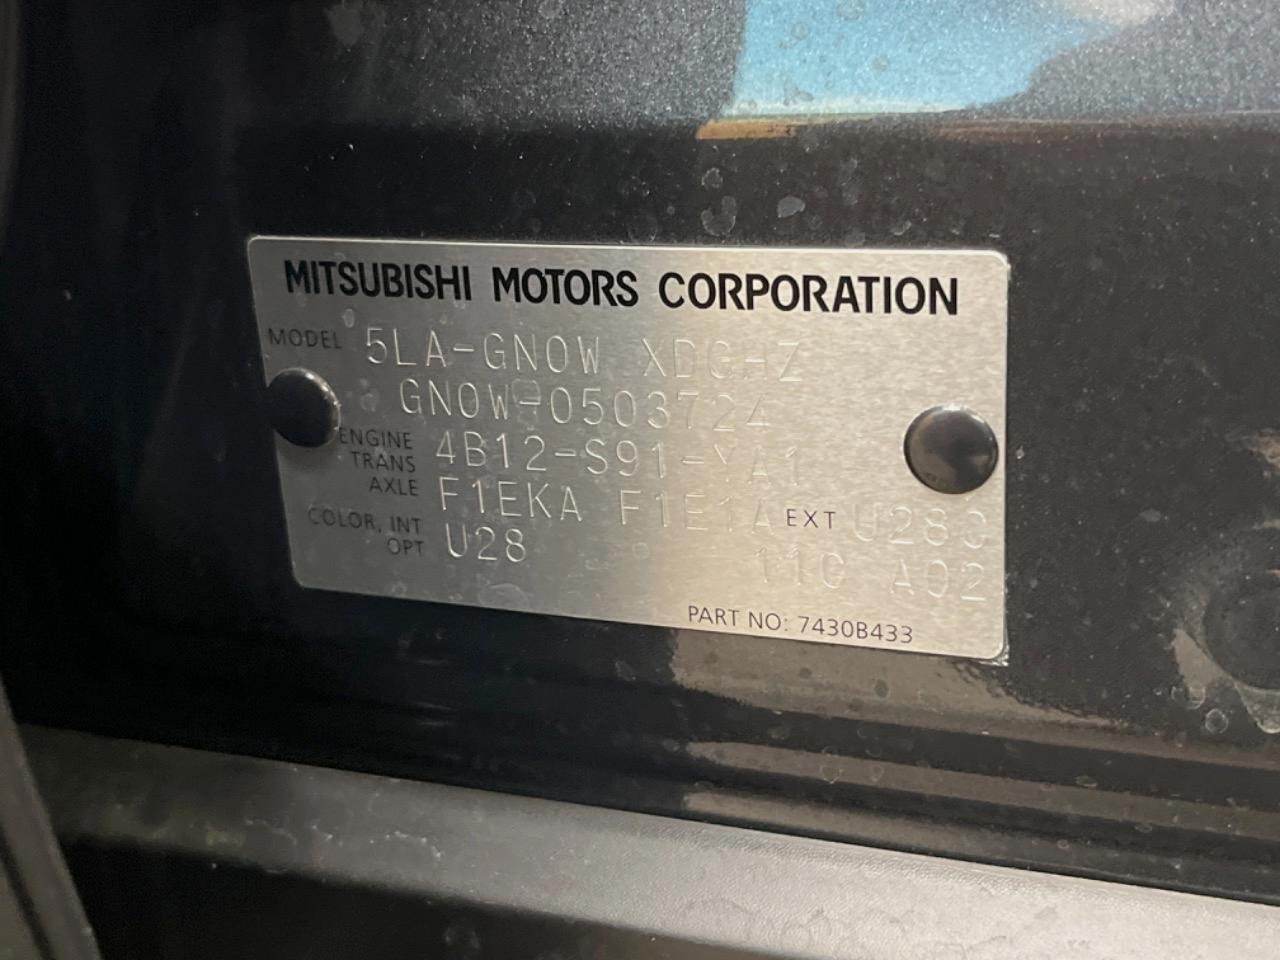 MITSUBISHI MOTORS CORPORATION
MODEL 5LA-GN0W XDGHZ
GN0W-0503724
ENGINE 4B12-S91-YA1
TRANS
AXLE F1EKA F1E1A EXT U28C
COLOR, INT
OPT U28 11C A02
PART NO: 7430B433